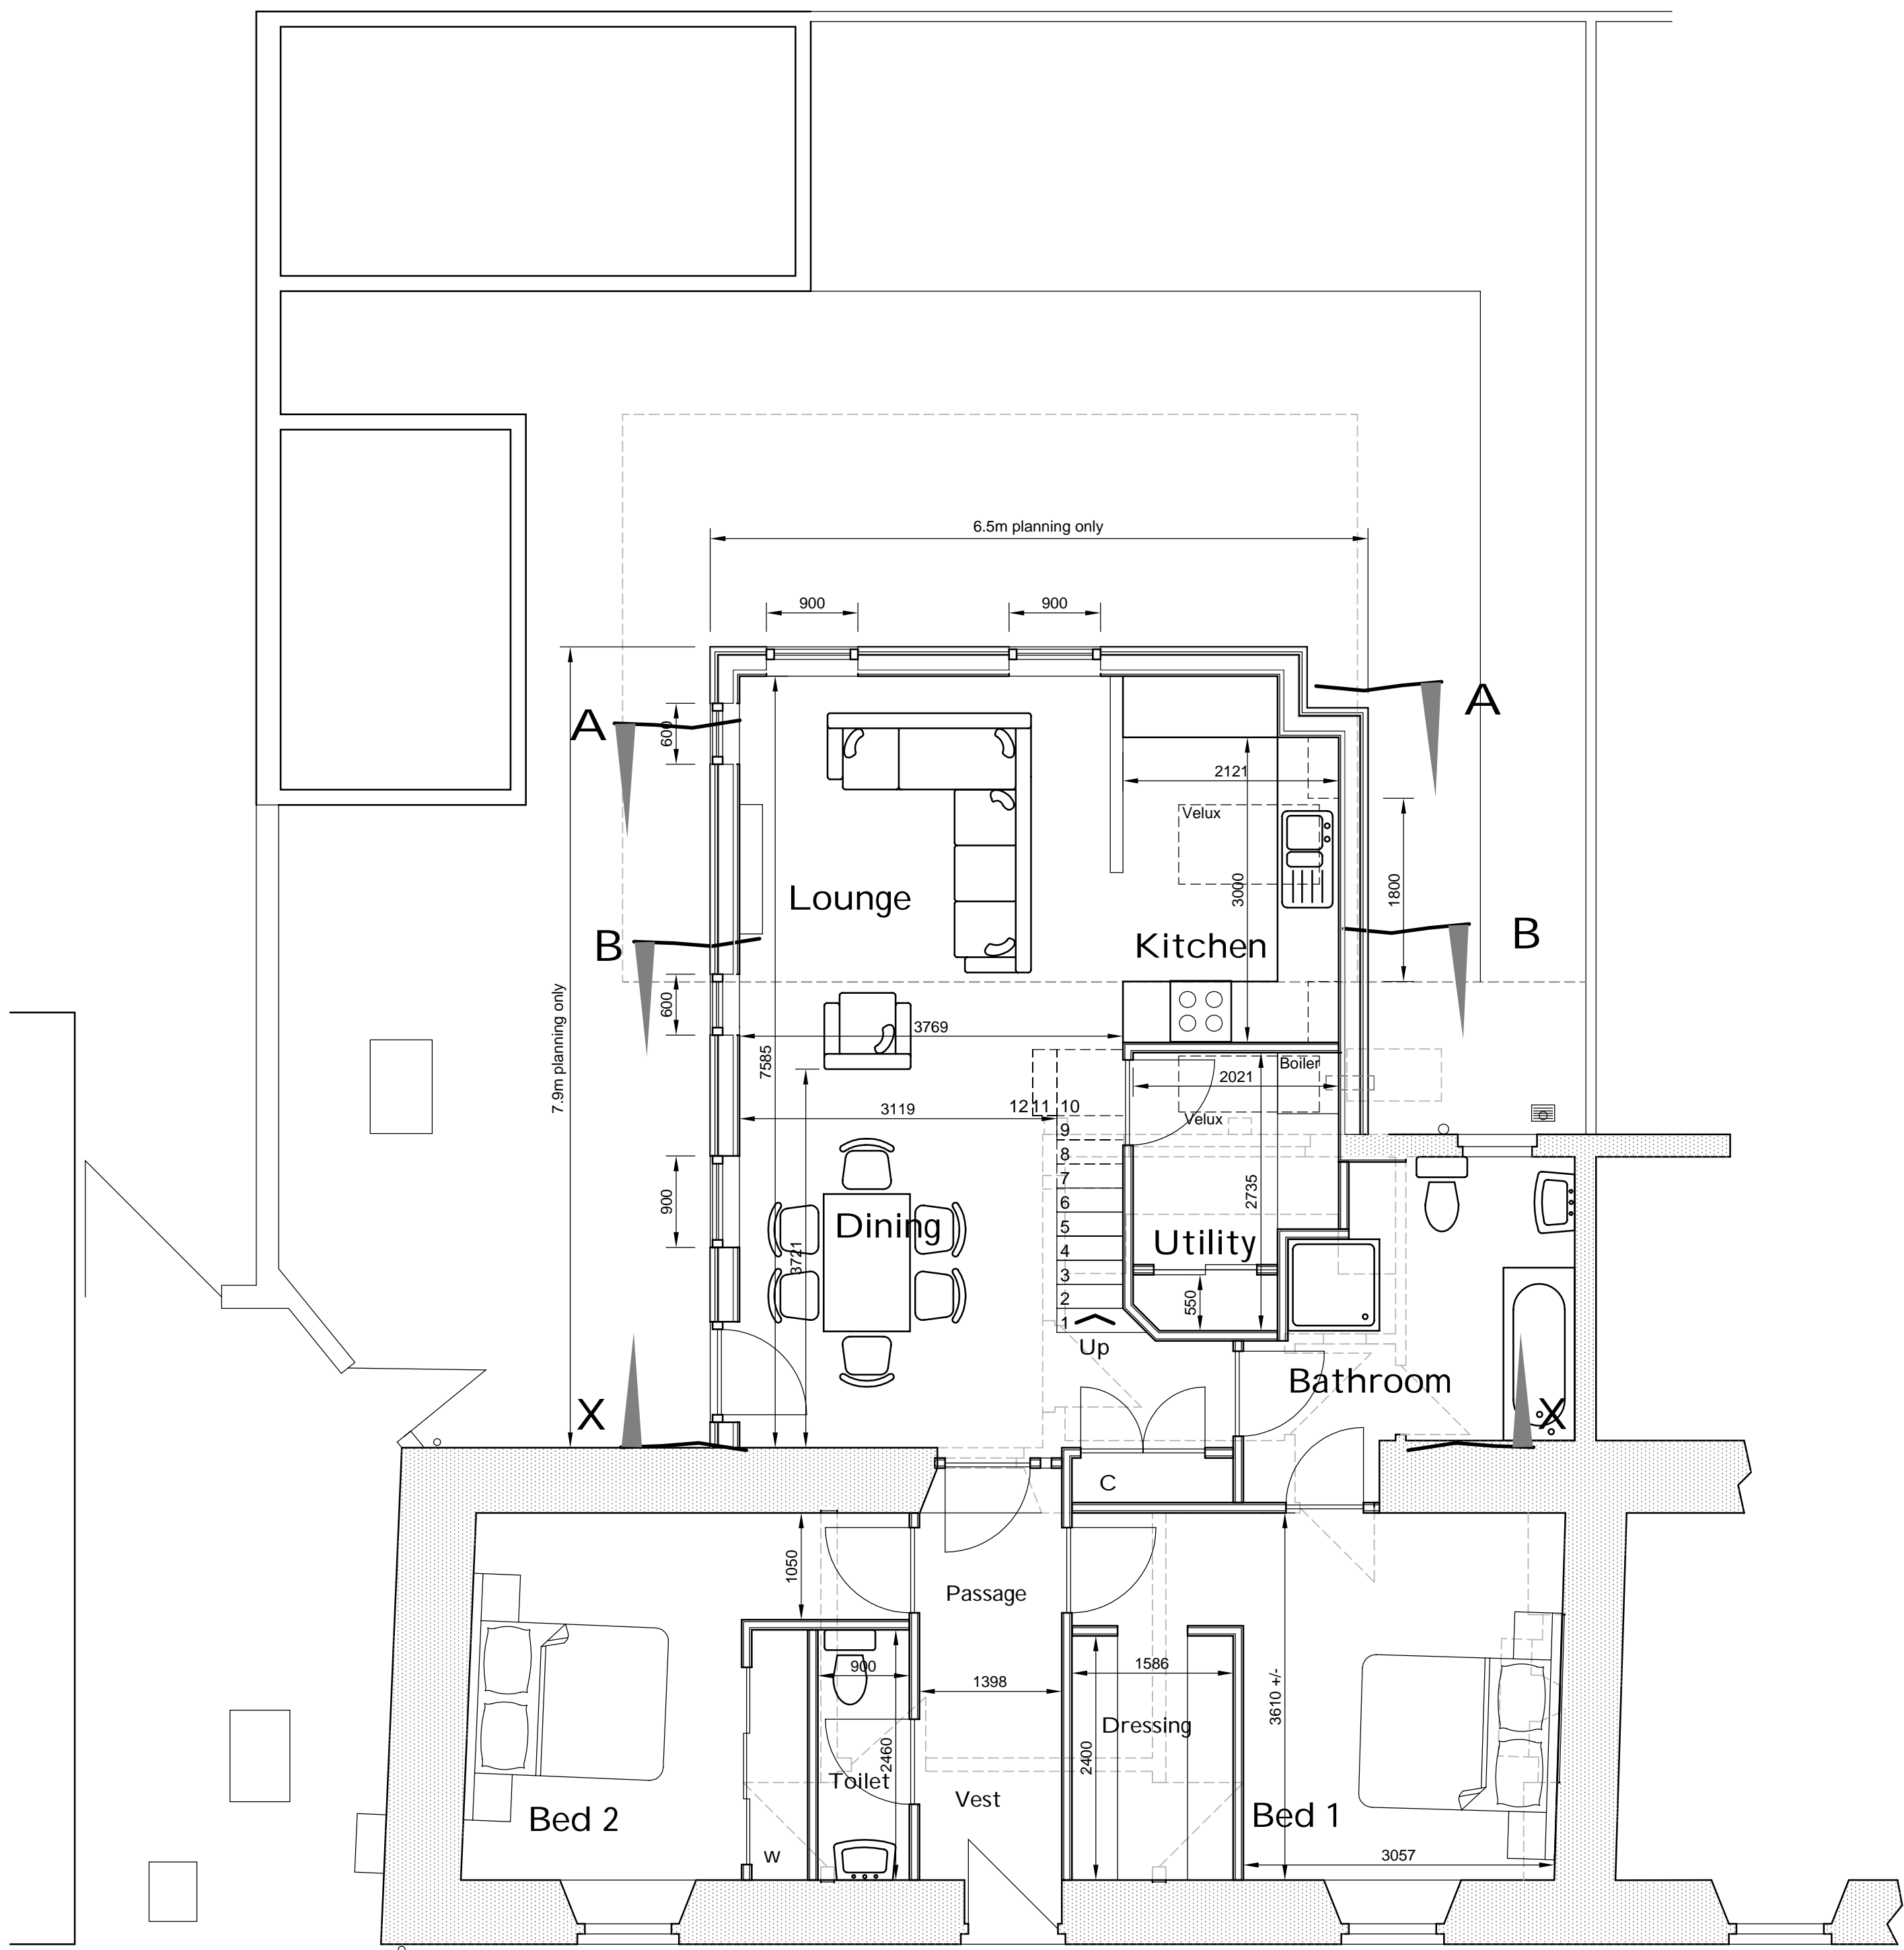 6.5m planning only
900
900
A
A
600
2121
Velux
1800
3000
Lounge
Kitchen
B
B
600
7.9m planning only
3769
7585
Boiler
2021
Velux
3119
12 11 10
9
8
7
6
5
4
3
2
1
Up
900
Dining
3721
2735
Utility
550
Bathroom
X
X
C
1050
Passage
900
1398
1586
3610 +/-
Dressing
2400
2460
Toilet
Vest
Bed 2
Bed 1
W
3057